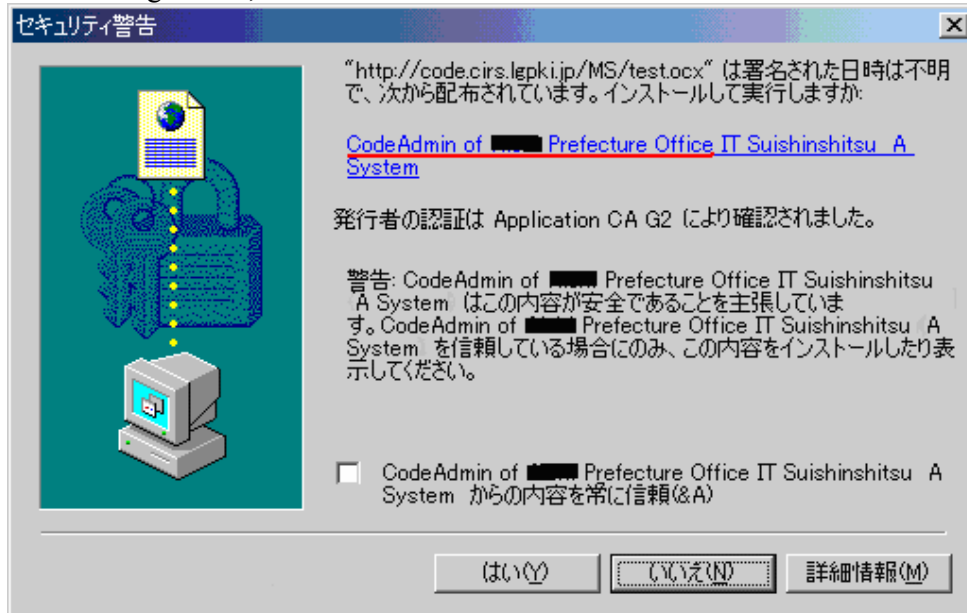 セキュリティ警告
"http://code.cirs.lgpki.jp/MS/test.ocx" は署名された日時は不明
で、次から配布されています。インストールして実行しますか:
CodeAdmin of Prefecture Office IT Suishinshitsu A
System
発行者の認証は Application CA G2 により確認されました。
警告: CodeAdmin of Prefecture Office IT Suishinshitsu
A System はこの内容が安全であることを主張していま
す。CodeAdmin of Prefecture Office IT Suishinshitsu A
System を信頼している場合にのみ、この内容をインストールしたり表
示してください。
CodeAdmin of Prefecture Office IT Suishinshitsu A
System からの内容を常に信頼(&A)
はい(Y) いいえ(N) 詳細情報(M)